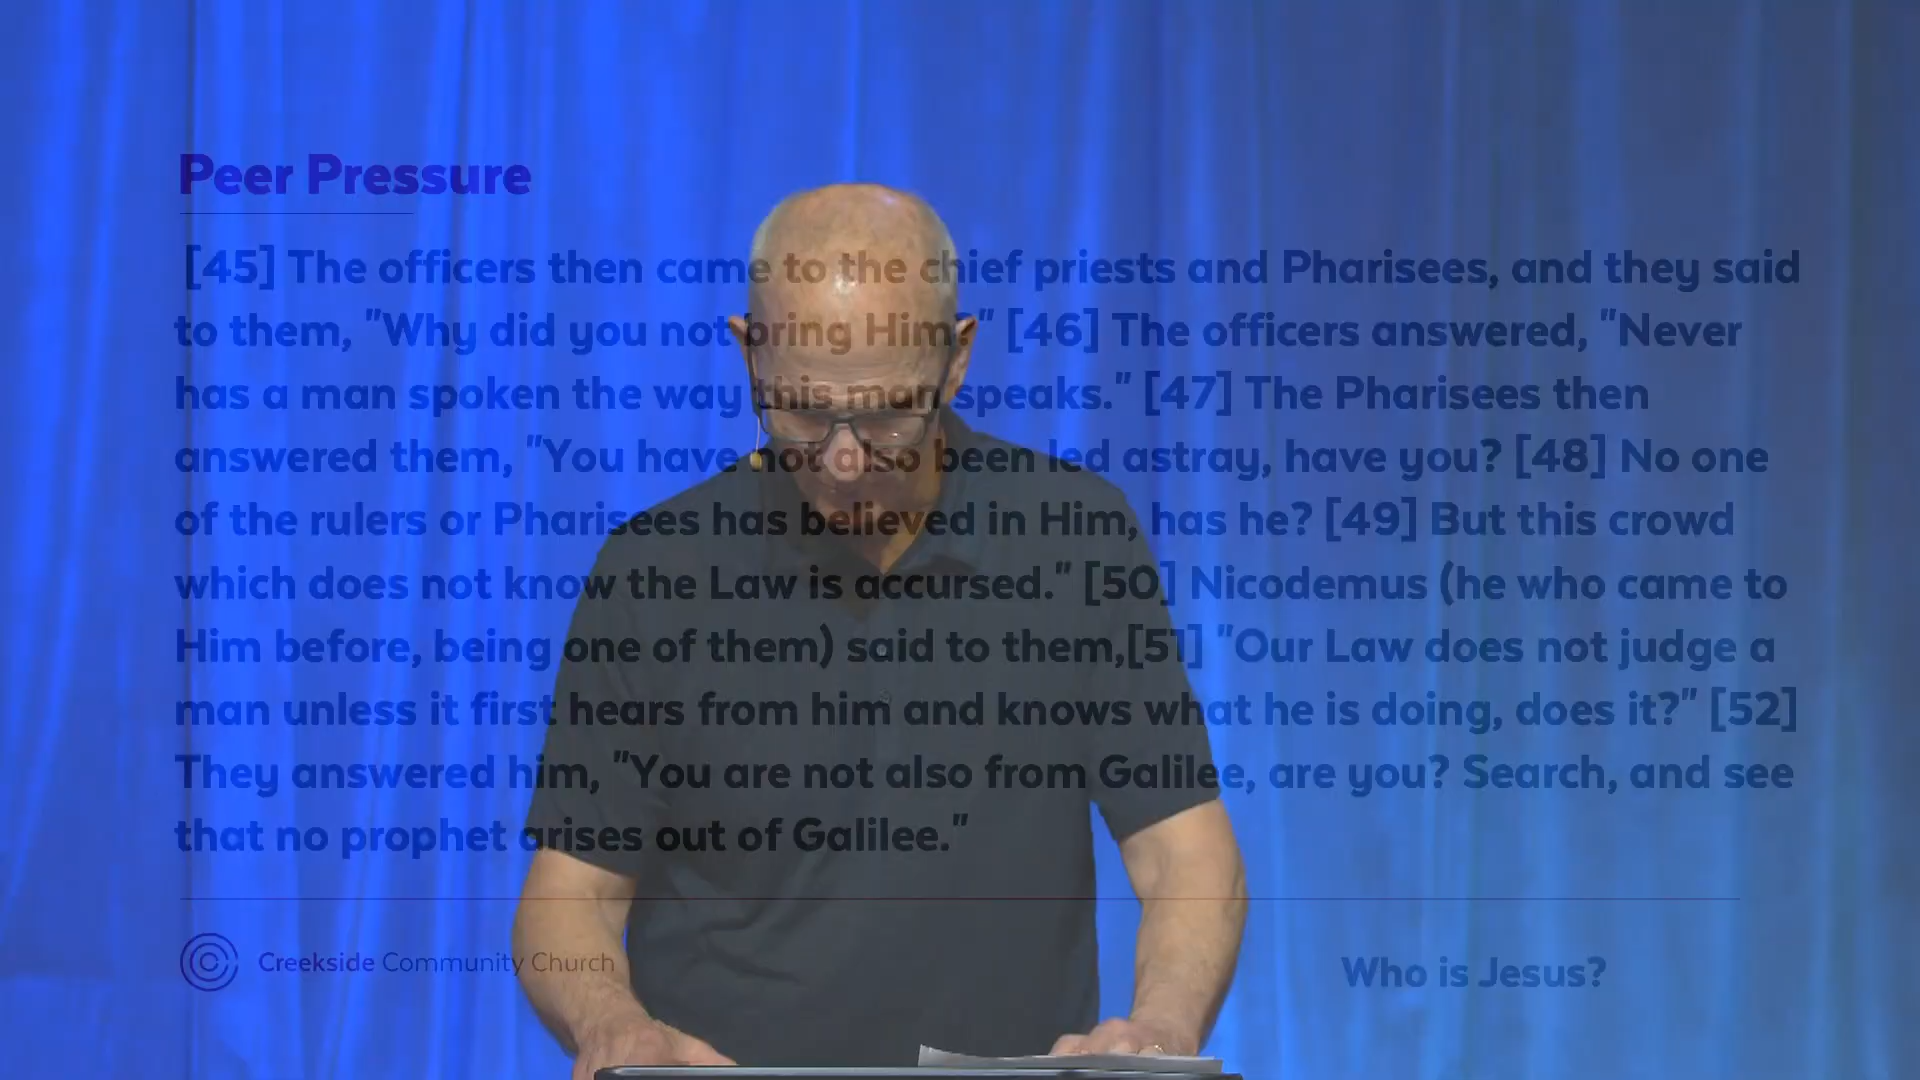 Peer Pressure
[45] The officers then came to the chief priests and Pharisees, and they said
to them, "Why did you not bring Him?" [46] The officers answered, "Never
has a man spoken the way this man speaks." [47] The Pharisees then
answered them, "You have not also been led astray, have you? [48] No one
of the rulers or Pharisees has believed in Him, has he? [49] But this crowd
which does not know the Law is accursed." [50] Nicodemus (he who came to
Him before, being one of them) said to them,[51] "Our Law does not judge a
man unless it first hears from him and knows what he is doing, does it?" [52]
They answered him, "You are not also from Galilee, are you? Search, and see
that no prophet arises out of Galilee."
Creekside Community Church
Who is Jesus?